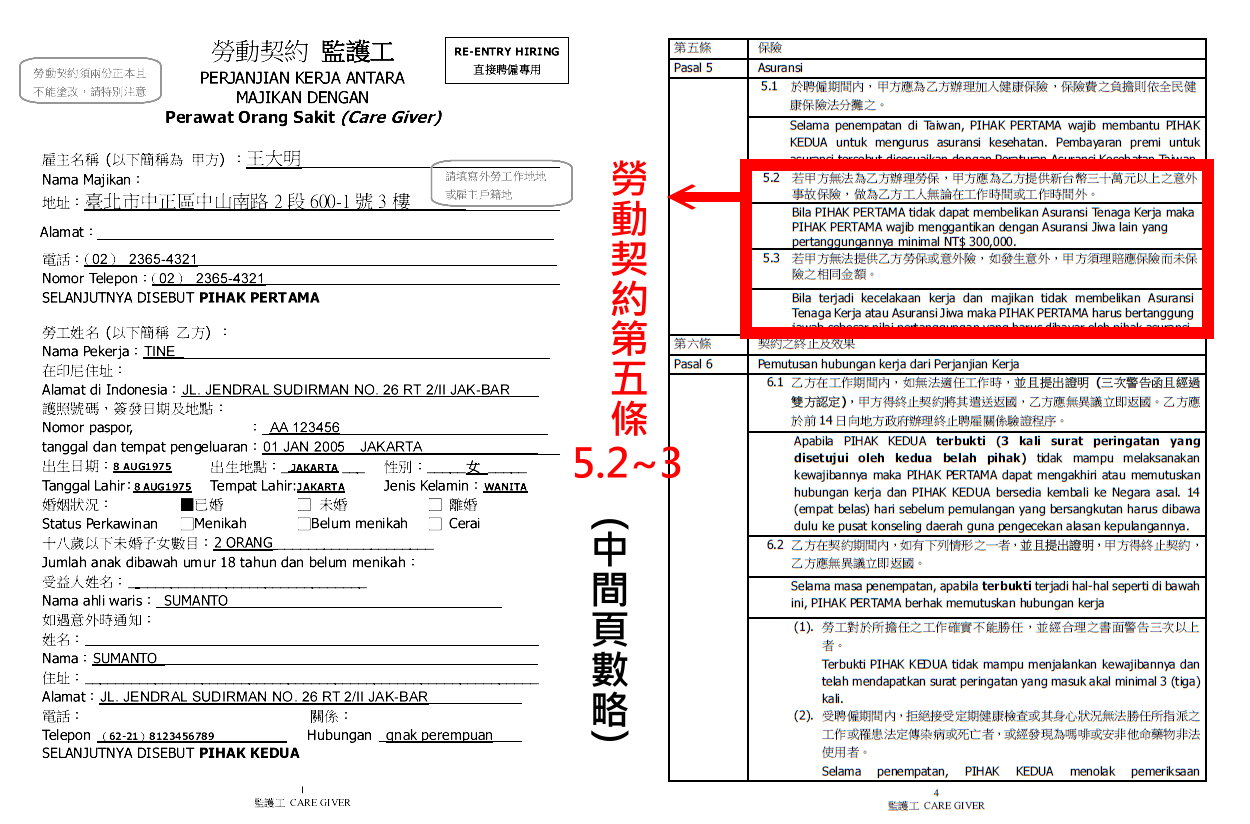 勞動契約 監護工
RE-ENTRY HIRING
直接聘僱專用
勞動契約須兩份正本且
不能塗改，請特別注意
PERJANJIAN KERJA ANTARA
MAJIKAN DENGAN
Perawat Orang Sakit (Care Giver)
雇主名稱 (以下簡稱為 甲方) ：王大明
Nama Majikan：
請填寫外勞工作地地
或雇主戶籍地
地址：臺北市中正區中山南路 2 段 600-1 號 3 樓
Alamat：
電話：( 02 ) 2365-4321
Nomor Telepon：( 02 ) 2365-4321
SELANJUTNYA DISEBUT PIHAK PERTAMA
勞工姓名 (以下簡稱 乙方) ：
Nama Pekerja：TINE
在印尼住址：
Alamat di Indonesia：JL. JENDRAL SUDIRMAN NO. 26 RT 2/II JAK-BAR
護照號碼，簽發日期及地點：
Nomor paspor, ： AA 123456
tanggal dan tempat pengeluaran：01 JAN 2005 JAKARTA
出生日期：8 AUG1975 出生地點： JAKARTA 性別： 女
Tanggal Lahir: 8 AUG1975 Tempat Lahir:JAKARTA Jenis Kelamin：WANITA
婚姻狀況： ■已婚 □ 未婚 □ 離婚
Status Perkawinan □Menikah □Belum menikah □ Cerai
十八歲以下未婚子女數目：2 ORANG
Jumlah anak dibawah umur 18 tahun dan belum menikah：
受益人姓名：
Nama ahli waris： SUMANTO
如遇意外時通知：
姓名：
Nama：SUMANTO
住址：
Alamat：JL. JENDRAL SUDIRMAN NO. 26 RT 2/II JAK-BAR
電話： 關係：
Telepon （62-21）8123456789 Hubungan qnak perempuan
SELANJUTNYA DISEBUT PIHAK KEDUA
1
監護工 CARE GIVER
勞動契約第五條
5.2~3
（中間頁數略）
第五條 保險
Pasal 5 Asuransi
5.1 於聘僱期間內，甲方應為乙方辦理加入健康保險，保險費之負擔則依全民健
康保險法分攤之。
Selama penempatan di Taiwan, PIHAK PERTAMA wajib membantu PIHAK
KEDUA untuk mengurus asuransi kesehatan. Pembayaran premi untuk
asuransi tersebut disesuaikan dengan Peraturan Asuransi Kesehatan Taiwan
5.2 若甲方無法為乙方辦理勞保，甲方應為乙方提供新台幣三十萬元以上之意外
事故保險，做為乙方工人無論在工作時間或工作時間外。
Bila PIHAK PERTAMA tidak dapat membelikan Asuransi Tenaga Kerja maka
PIHAK PERTAMA wajib menggantikan dengan Asuransi Jiwa lain yang
pertanggungannya minimal NT$ 300,000.
5.3 若甲方無法提供乙方勞保或意外險，如發生意外，甲方須理賠應保險而未保
險之相同金額。
Bila terjadi kecelakaan kerja dan majikan tidak membelikan Asuransi
Tenaga Kerja atau Asuransi Jiwa maka PIHAK PERTAMA harus bertanggung
jawab sebesar nilai pertanggungan yang harus dibayar oleh pihak asuransi
第六條 契約之終止及效果
Pasal 6 Pemutusan hubungan kerja dari Perjanjian Kerja
6.1 乙方在工作期間內，如無法適任工作時，並且提出證明 (三次警告函且經過
雙方認定)，甲方得終止契約將其遣送返國，乙方應無異議立即返國。乙方應
於前 14 日向地方政府辦理終止聘雇關係驗證程序。
Apabila PIHAK KEDUA terbukti (3 kali surat peringatan yang
disetujui oleh kedua belah pihak) tidak mampu melaksanakan
kewajibannya maka PIHAK PERTAMA dapat mengakhiri atau memutuskan
hubungan kerja dan PIHAK KEDUA bersedia kembali ke Negara asal. 14
(empat belas) hari sebelum pemulangan yang bersangkutan harus dibawa
dulu ke pusat konseling daerah guna pengecekan alasan kepulangannya.
6.2 乙方在契約期間內，如有下列情形之一者，並且提出證明，甲方得終止契約，
乙方應無異議立即返國。
Selama masa penempatan, apabila terbukti terjadi hal-hal seperti di bawah
ini, PIHAK PERTAMA berhak memutuskan hubungan kerja
(1). 勞工對於所擔任之工作確實不能勝任，並經合理之書面警告三次以上
者。
Terbukti PIHAK KEDUA tidak mampu menjalankan kewajibannya dan
telah mendapatkan surat peringatan yang masuk akal minimal 3 (tiga)
kali.
(2). 受聘僱期間內，拒絕接受定期健康檢查或其身心狀況無法勝任所指派之
工作或罹患法定傳染病或死亡者，或經發現為嗎啡或安非他命藥物非法
使用者。
Selama penempatan, PIHAK KEDUA menolak pemeriksaan
4
監護工 CARE GIVER